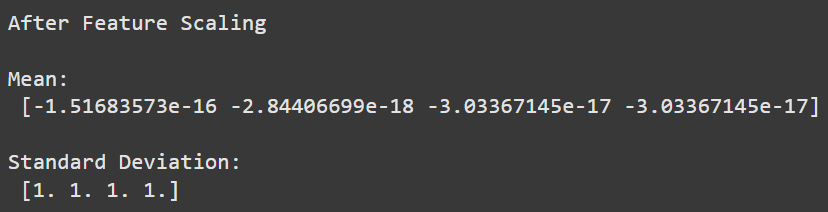 After Feature Scaling
Mean:
[-1.51683573e-16 -2.84406699e-18 -3.03367145e-17 -3.03367145e-17]
Standard Deviation:
[1. 1. 1. 1.]